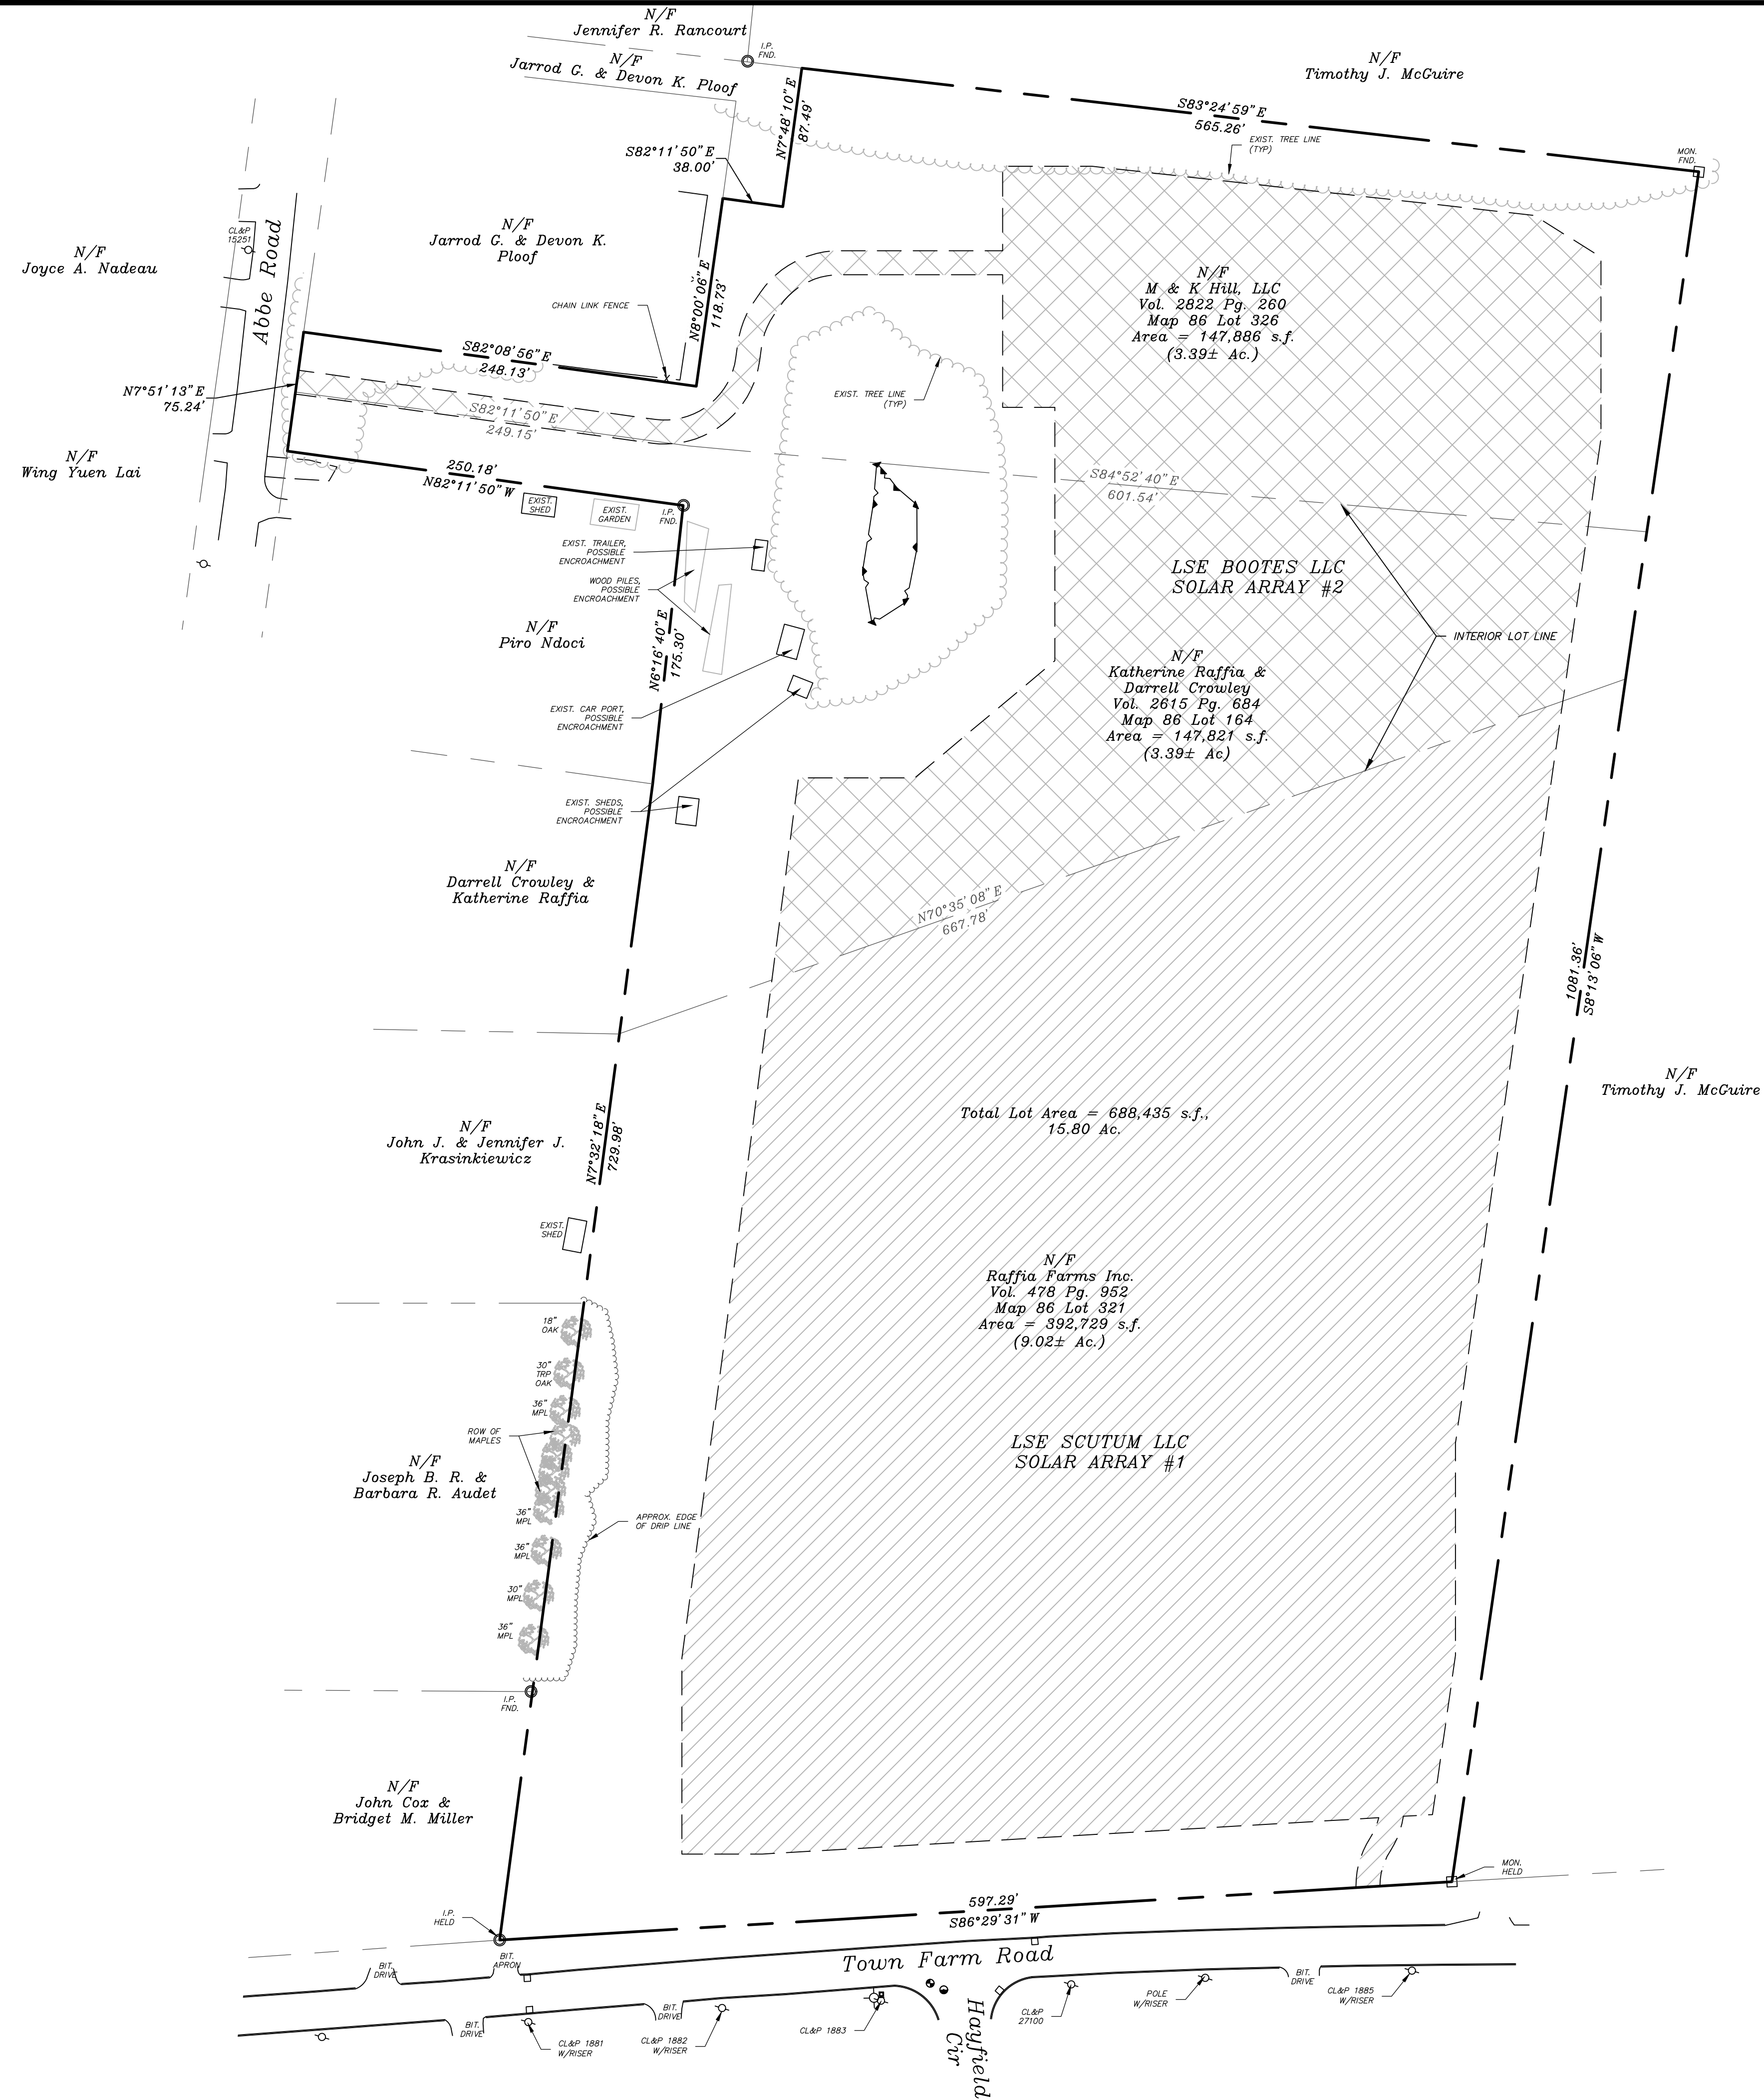 N/F
Jennifer R. Rancourt
N/F
Jarrod G. & Devon K. Ploof
I.P.
FND.
N/F
Timothy J. McGuire
N7°48'10"E
87.49'
S83°24'59"E
565.26'
EXIST. TREE LINE
(TYP)
MON.
FND.
S82°11'50"E
38.00'
CL&P
15251
Abbe Road
N/F
Joyce A. Nadeau
N/F
Jarrod G. & Devon K.
Ploof
N8°00'06"E
118.73'
CHAIN LINK FENCE
N/F
M & K Hill, LLC
Vol. 2822 Pg. 260
Map 86 Lot 326
Area = 147,886 s.f.
(3.39± Ac.)
S82°08'56"E
248.13'
N7°51'13"E
75.24'
S82°11'50"E
249.15'
EXIST. TREE LINE
(TYP)
N/F
Wing Yuen Lai
250.18'
N82°11'50"W
EXIST.
SHED
EXIST.
GARDEN
I.P.
FND.
S84°52'40"E
601.54'
EXIST. TRAILER,
POSSIBLE
ENCROACHMENT
WOOD PILES,
POSSIBLE
ENCROACHMENT
LSE BOOTES LLC
SOLAR ARRAY #2
N/F
Piro Ndoci
N6°16'40"E
175.30'
INTERIOR LOT LINE
N/F
Katherine Raffia &
Darrell Crowley
Vol. 2615 Pg. 684
Map 86 Lot 164
Area = 147,821 s.f.
(3.39± Ac)
EXIST. CAR PORT,
POSSIBLE
ENCROACHMENT
EXIST. SHEDS,
POSSIBLE
ENCROACHMENT
N/F
Darrell Crowley &
Katherine Raffia
N70°35'08"E
667.78'
1081.36'
S8°13'06"W
N/F
Timothy J. McGuire
N/F
John J. & Jennifer J.
Krasinkiewicz
N7°32'18"E
729.98'
Total Lot Area = 688,435 s.f.,
15.80 Ac.
EXIST.
SHED
N/F
Raffia Farms Inc.
Vol. 478 Pg. 952
Map 86 Lot 321
Area = 392,729 s.f.
(9.02± Ac.)
18"
OAK
30"
TRP
OAK
36"
MPL
ROW OF
MAPLES
LSE SCUTUM LLC
SOLAR ARRAY #1
N/F
Joseph B. R. &
Barbara R. Audet
36"
MPL
APPROX. EDGE
OF DRIP LINE
36"
MPL
30"
MPL
36"
MPL
I.P.
FND.
N/F
John Cox &
Bridget M. Miller
MON.
HELD
597.29'
S86°29'31"W
I.P.
HELD
BIT.
DRIVE
BIT.
APRON
Town Farm Road
BIT.
DRIVE
BIT.
DRIVE
CL&P 1881
W/RISER
CL&P 1882
W/RISER
CL&P 1883
Hayfield
Cir
CL&P
27100
POLE
W/RISER
BIT.
DRIVE
CL&P 1885
W/RISER